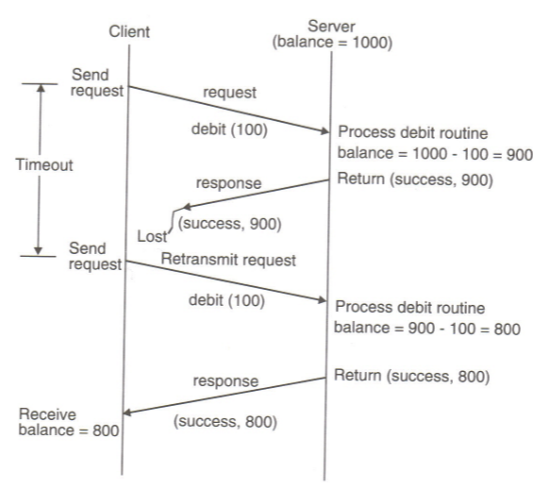 Client
Server
(balance = 1000)
Send
request
request
debit (100)
Process debit routine
balance = 1000 - 100 = 900
Timeout
response
Return (success, 900)
(success, 900)
Lost
Send
request
Retransmit request
debit (100)
Process debit routine
balance = 900 - 100 = 800
response
Return (success, 800)
Receive
balance = 800
(success, 800)